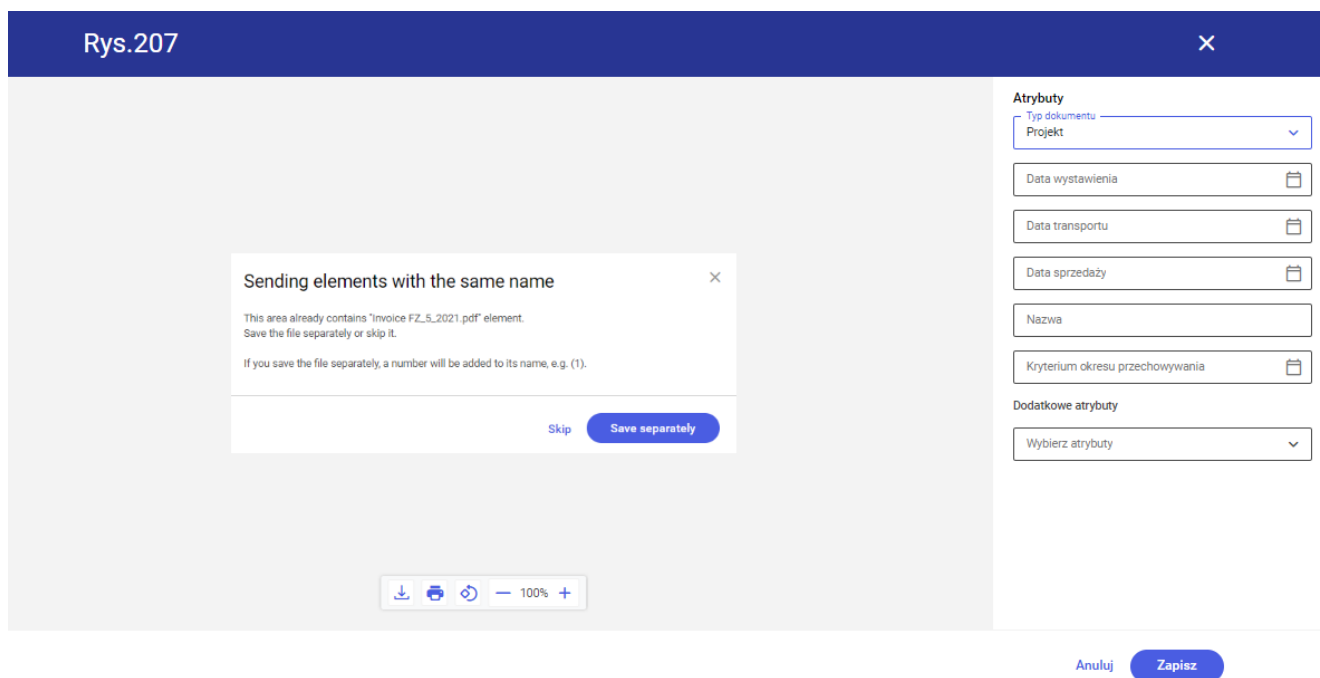 Rys.207
Atrybuty
Typ dokumentu
Projekt
Data wystawienia
Data transportu
Data sprzedaży
Nazwa
Kryterium okresu przechowywania
Dodatkowe atrybuty
Wybierz atrybuty
Sending elements with the same name
This area already contains "Invoice FZ_5_2021.pdf" element.
Save the file separately or skip it.
If you save the file separately, a number will be added to its name, e.g. (1).
Skip
Save separately
100%
Anuluj
Zapisz